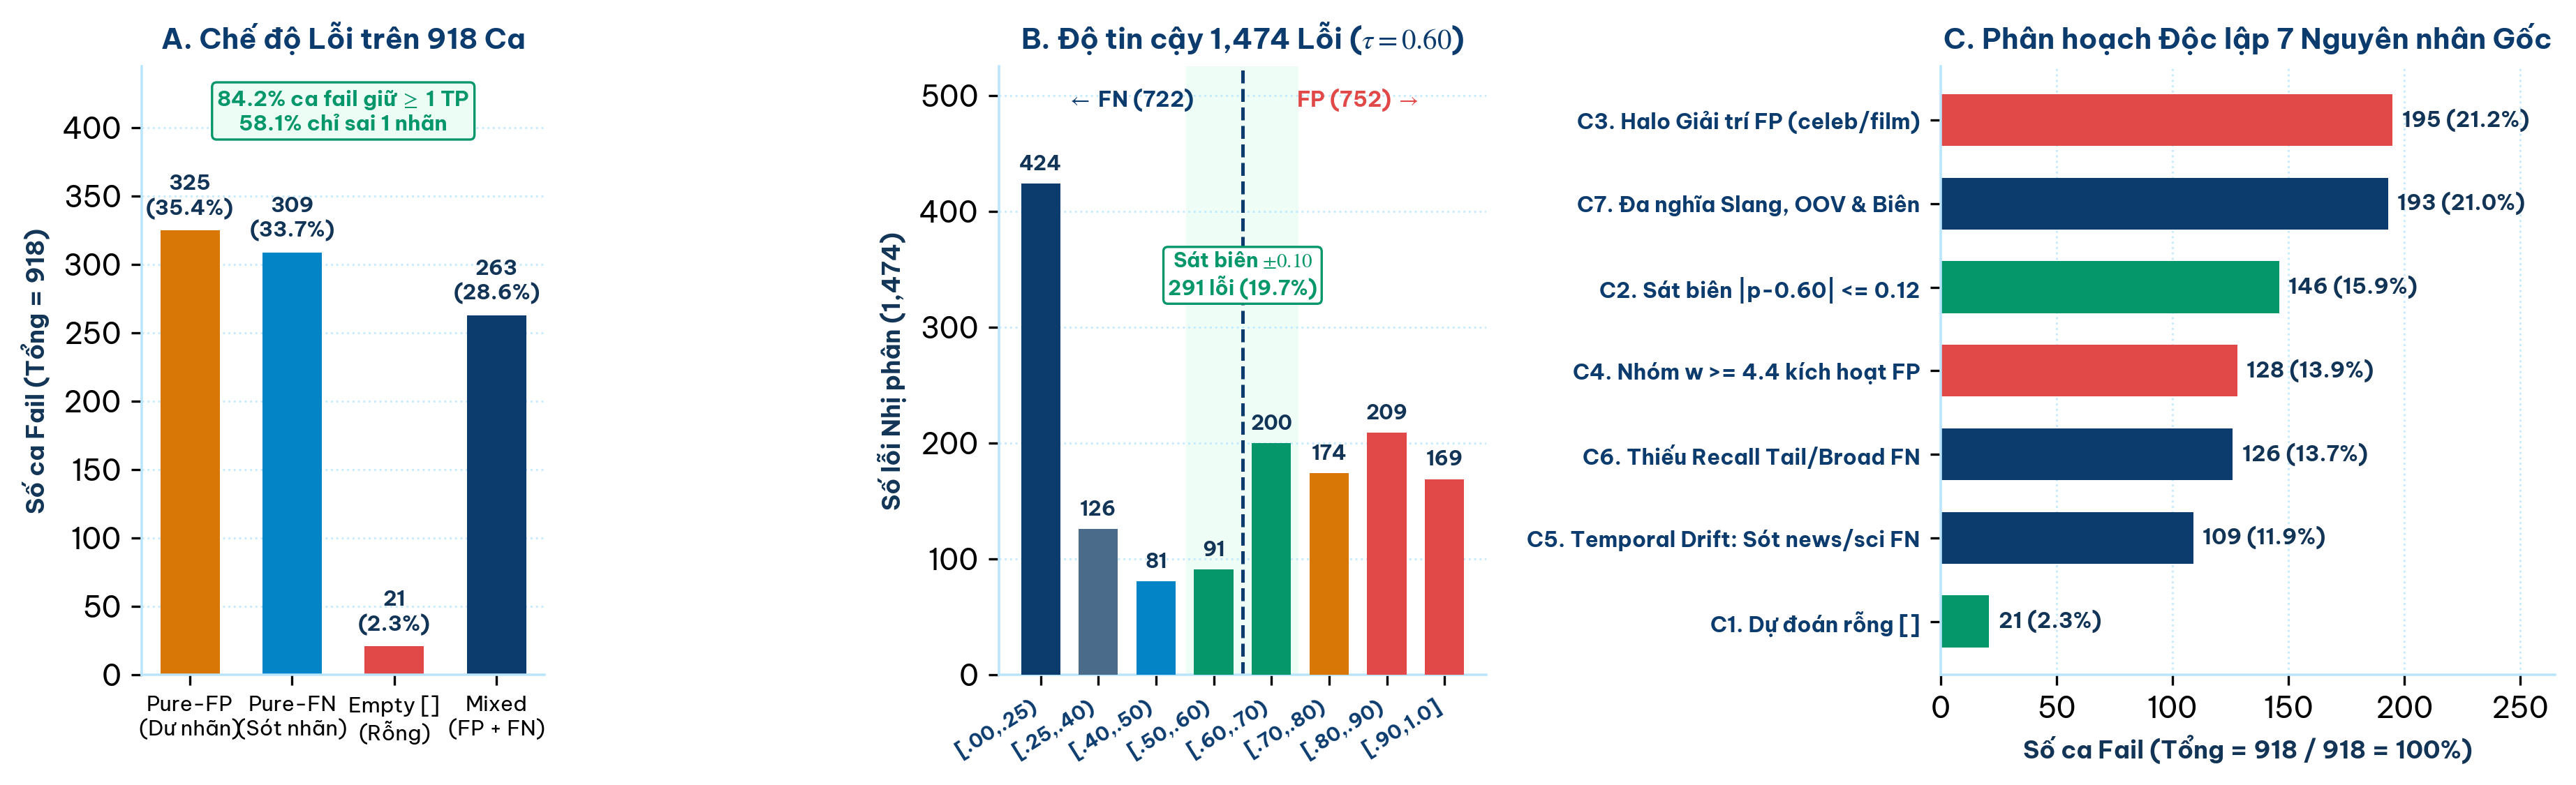 A. Chế độ Lỗi trên 918 Ca
84.2% ca fail giữ ≥ 1 TP
58.1% chỉ sai 1 nhãn
Số ca Fail (Tổng = 918)
400
350
300
250
200
150
100
50
0
325
(35.4%)
309
(33.7%)
21
(2.3%)
263
(28.6%)
Pure-FP
(Dư nhãn)
Pure-FN
(Sót nhãn)
Empty []
(Rỗng)
Mixed
(FP + FN)
B. Độ tin cậy 1,474 Lỗi (τ = 0.60)
← FN (722)
FP (752) →
Sát biên ±0.10
291 lỗi (19.7%)
Số lỗi Nhị phân (1,474)
500
400
300
200
100
0
424
126
81
91
200
174
209
169
[.00,.25)
[.25,.40)
[.40,.50)
[.50,.60)
[.60,.70)
[.70,.80)
[.80,.90)
[.90,1.0]
C. Phân hoạch Độc lập 7 Nguyên nhân Gốc
C3. Halo Giải trí FP (celeb/film)
195 (21.2%)
C7. Đa nghĩa Slang, OOV & Biên
193 (21.0%)
C2. Sát biên |p-0.60| <= 0.12
146 (15.9%)
C4. Nhóm w >= 4.4 kích hoạt FP
128 (13.9%)
C6. Thiếu Recall Tail/Broad FN
126 (13.7%)
C5. Temporal Drift: Sót news/sci FN
109 (11.9%)
C1. Dự đoán rỗng []
21 (2.3%)
0
50
100
150
200
250
Số ca Fail (Tổng = 918 / 918 = 100%)